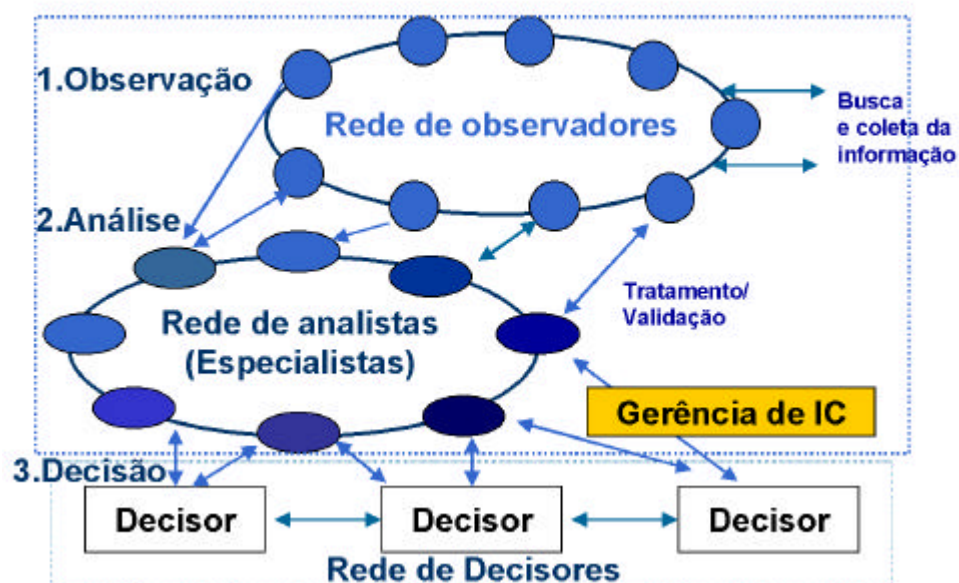 1.Observação
Rede de observadores
Busca
e coleta da
informação
2.Análise
Tratamento/
Validação
Rede de analistas
(Especialistas)
Gerência de IC
3.Decisão
Decisor
Decisor
Decisor
Rede de Decisores